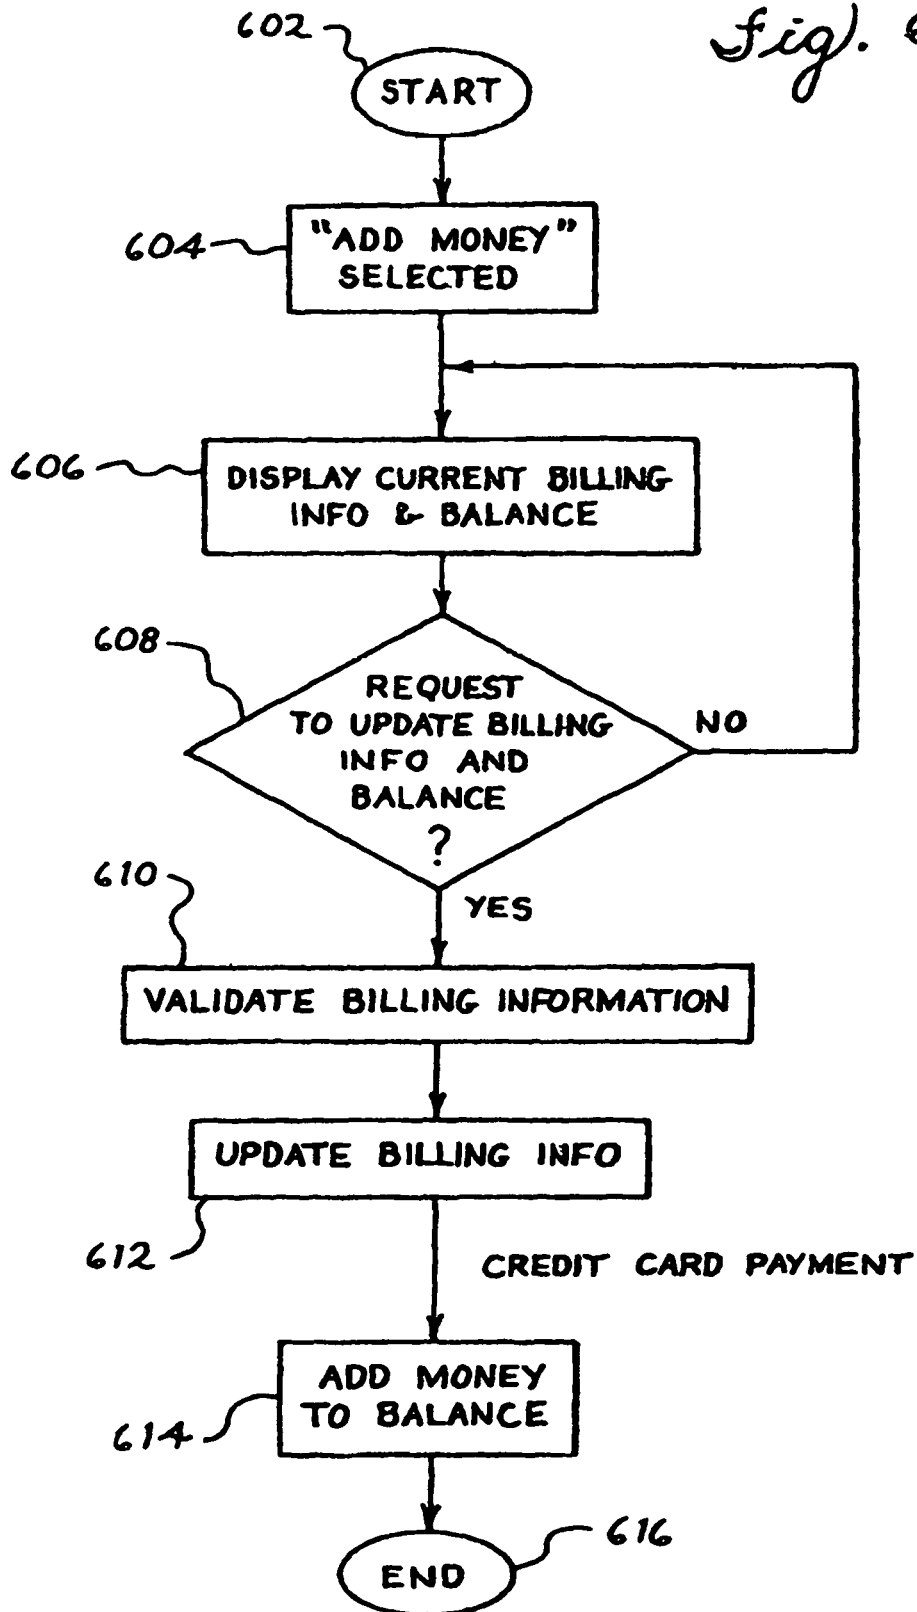 602
Fig.
START
604
"ADD MONEY"
SELECTED
606
DISPLAY CURRENT BILLING
INFO & BALANCE
608
REQUEST
TO UPDATE BILLING
INFO AND
BALANCE
?
NO
610
YES
VALIDATE BILLING INFORMATION
UPDATE BILLING INFO
612
CREDIT CARD PAYMENT
ADD MONEY
TO BALANCE
614
616
END